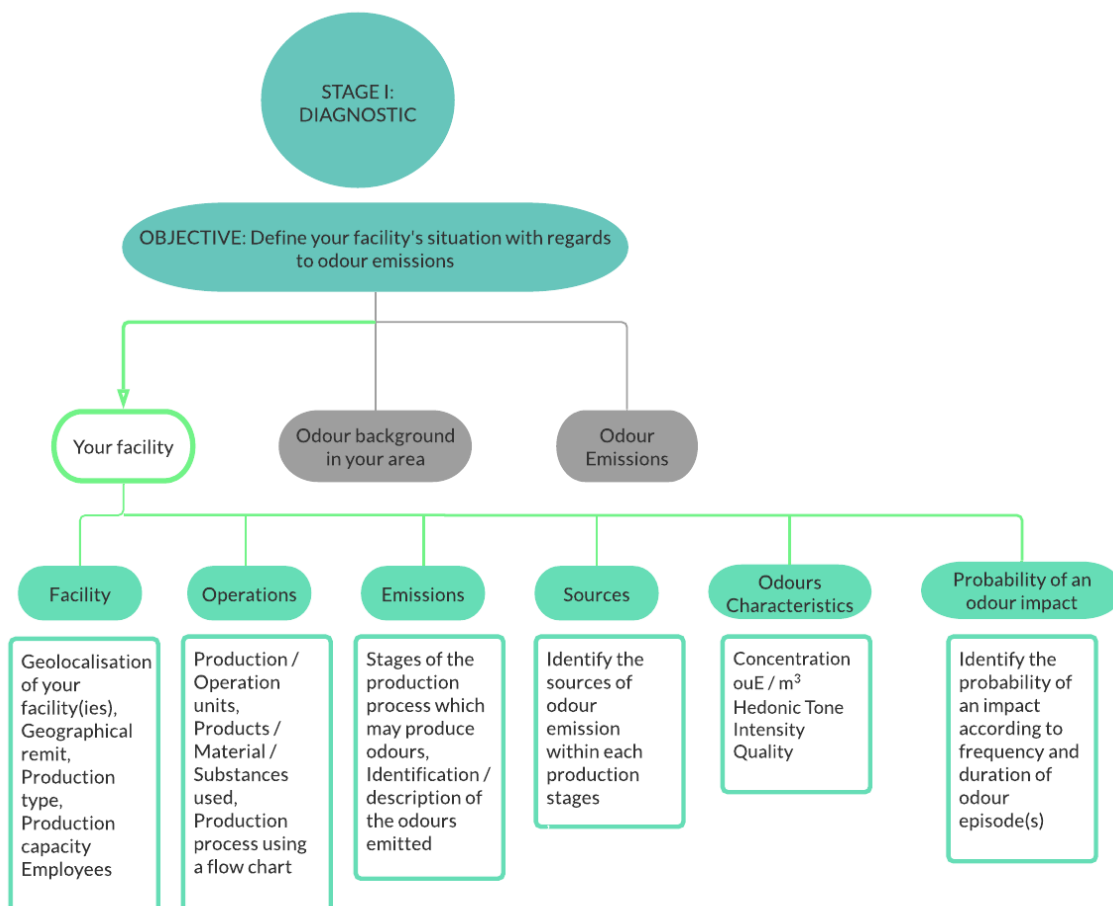 STAGE I:
DIAGNOSTIC
OBJECTIVE: Define your facility's situation with regards
to odour emissions
Your facility
Odour background
in your area
Odour
Emissions
Facility
Operations
Emissions
Sources
Odours
Characteristics
Probability of an
odour impact
Geolocalisation
of your
facility(ies),
Geographical
remit,
Production
type,
Production
capacity
Employees
Production /
Operation
units,
Products /
Material /
Substances
used,
Production
process using
a flow chart
Stages of the
production
process which
may produce
odours,
Identification /
description of
the odours
emitted
Identify the
sources of
odour
emission
within each
production
stages
Concentration
ouE / m³
Hedonic Tone
Intensity
Quality
Identify the
probability of
an impact
according to
frequency and
duration of
odour
episode(s)